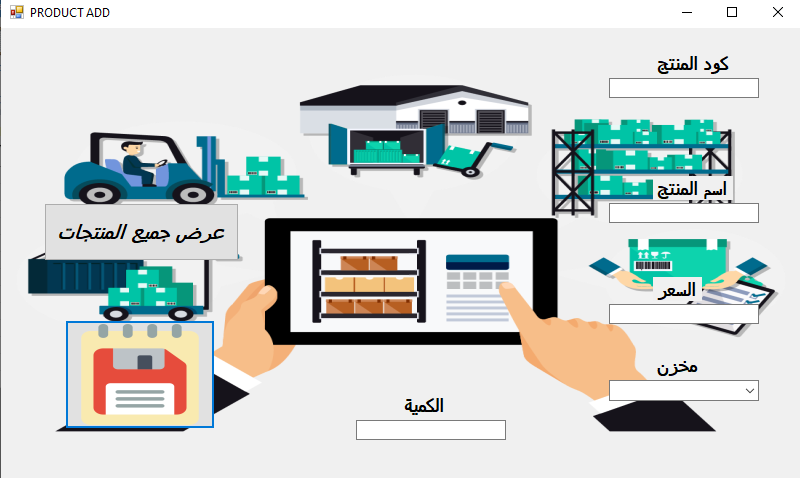 PRODUCT ADD
كود المنتج
اسم المنتج
عرض جميع المنتجات
السعر
مخزن
الكمية